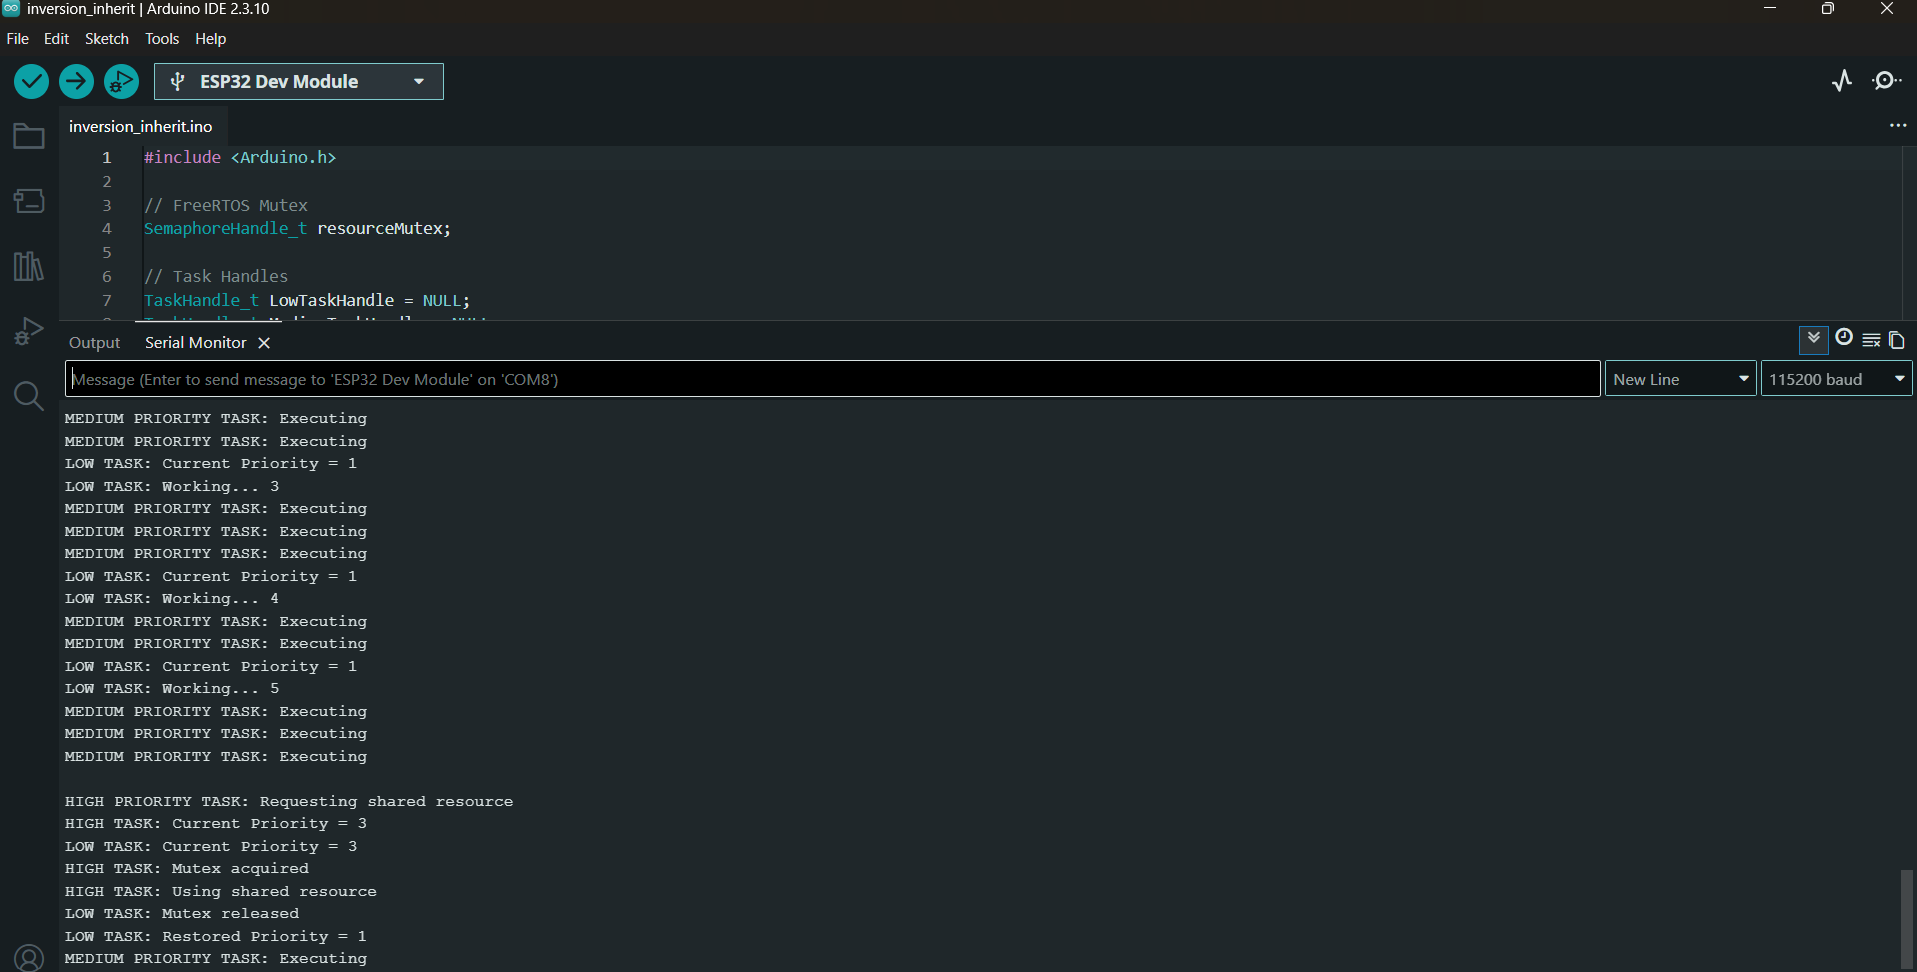 inversion_inherit | Arduino IDE 2.3.10
File Edit Sketch Tools Help
ESP32 Dev Module
inversion_inherit.ino
1 #include <Arduino.h>
2
3 // FreeRTOS Mutex
4 SemaphoreHandle_t resourceMutex;
5
6 // Task Handles
7 TaskHandle_t LowTaskHandle = NULL;
Output Serial Monitor
Message (Enter to send message to 'ESP32 Dev Module' on 'COM8') New Line 115200 baud
MEDIUM PRIORITY TASK: Executing
MEDIUM PRIORITY TASK: Executing
LOW TASK: Current Priority = 1
LOW TASK: Working... 3
MEDIUM PRIORITY TASK: Executing
MEDIUM PRIORITY TASK: Executing
MEDIUM PRIORITY TASK: Executing
LOW TASK: Current Priority = 1
LOW TASK: Working... 4
MEDIUM PRIORITY TASK: Executing
MEDIUM PRIORITY TASK: Executing
LOW TASK: Current Priority = 1
LOW TASK: Working... 5
MEDIUM PRIORITY TASK: Executing
MEDIUM PRIORITY TASK: Executing
MEDIUM PRIORITY TASK: Executing
HIGH PRIORITY TASK: Requesting shared resource
HIGH TASK: Current Priority = 3
LOW TASK: Current Priority = 3
HIGH TASK: Mutex acquired
HIGH TASK: Using shared resource
LOW TASK: Mutex released
LOW TASK: Restored Priority = 1
MEDIUM PRIORITY TASK: Executing